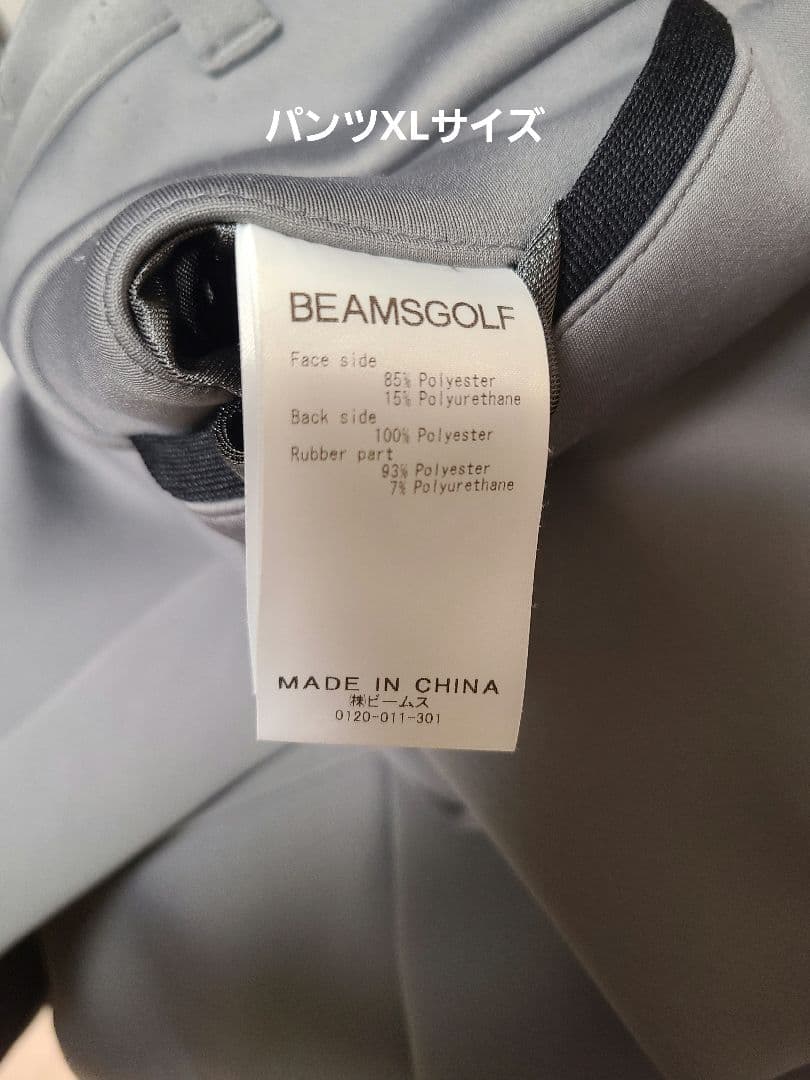 パンツXLサイズ
BEAMSGOLF
Face side
85% Polyester
15% Polyurethane
Back side
100% Polyester
Rubber part
93% Polyester
7% Polyurethane
MADE IN CHINA
㈱ビームス
0120-011-301